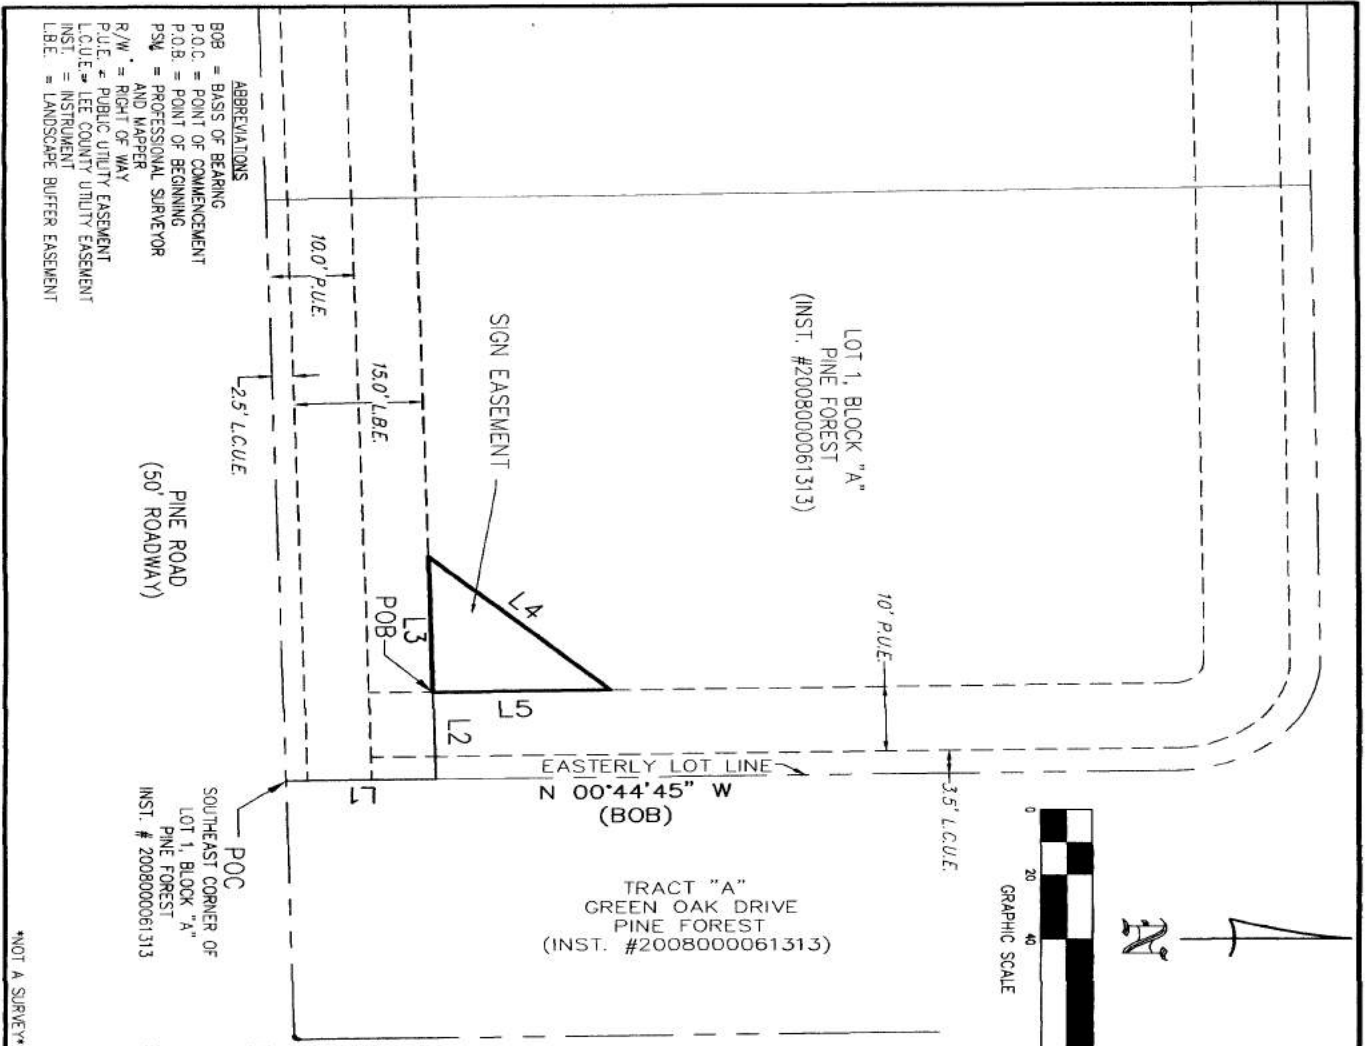 ABBREVIATIONS
BOB = BASIS OF BEARING
P.O.C. = POINT OF COMMENCEMENT
P.O.B. = POINT OF BEGINING
PSM = PROFESSIONAL SURVEYOR
AND MAPPER
R/W = RIGHT OF WAY
P.U.E. = PUBLIC UTILITY EASEMENT
L.C.U.E. = LEE COUNTY UTILITY EASEMENT
INST. = INSTRUMENT
L.B.E. = LANDSCAPE BUFFER EASEMENT
LOT 1, BLOCK "A"
PINE FOREST
(INST. #2008000061313)
SIGN EASEMENT
10.0' P.U.E.
15.0' L.B.E.
2.5' L.C.U.E.
PINE ROAD
(50' ROADWAY)
L4
L3
POB
L5
L2
L1
10' P.U.E.
3.5' L.C.U.E.
EASTERLY LOT LINE
N 00°44'45" W
(BOB)
POC
SOUTHEAST CORNER OF
LOT 1, BLOCK "A"
PINE FOREST
INST. # 2008000061313
TRACT "A"
GREEN OAK DRIVE
PINE FOREST
(INST. #2008000061313)
0
20
40
GRAPHIC SCALE
N
*NOT A SURVEY*